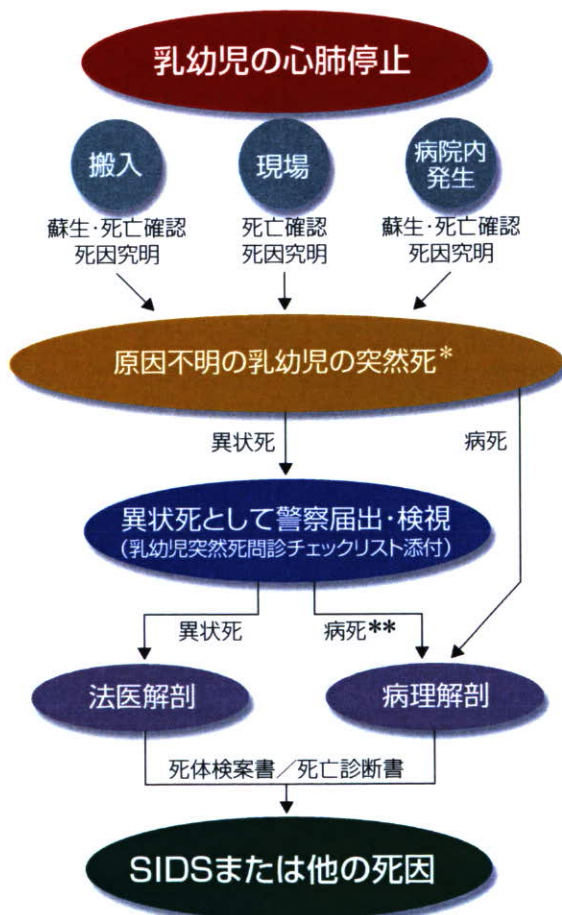 乳幼児の心肺停止
搬入
現場
病院内
発生
蘇生・死亡確認
死因究明
死亡確認
死因究明
蘇生・死亡確認
死因究明
原因不明の乳幼児の突然死*
異状死
病死
異状死として警察届出・検視
(乳幼児突然死問診チェックリスト添付)
異状死
病死**
法医解剖
病理解剖
死体検案書／死亡診断書
SIDSまたは他の死因